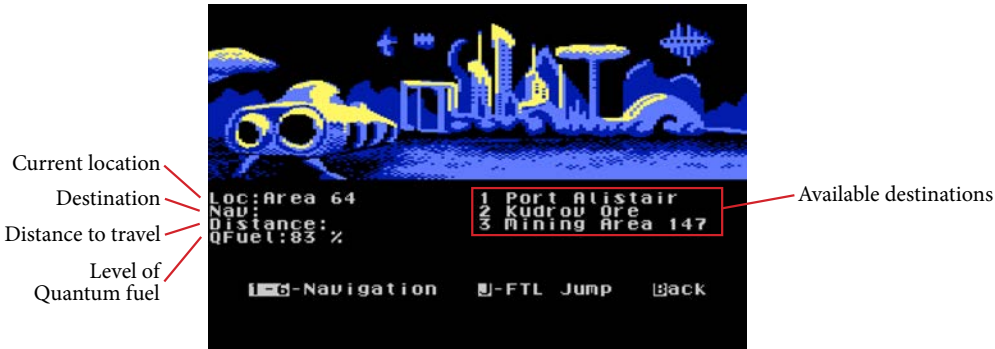 Current location
Destination
Distance to travel
Level of
Quantum fuel
Loc:Area 64
Nav:
Distance:
QFuel:83 %
1 Port Alistair
2 Kudrov Ore
3 Mining Area 147
1-6-Navigation J-FTL Jump Back
Available destinations